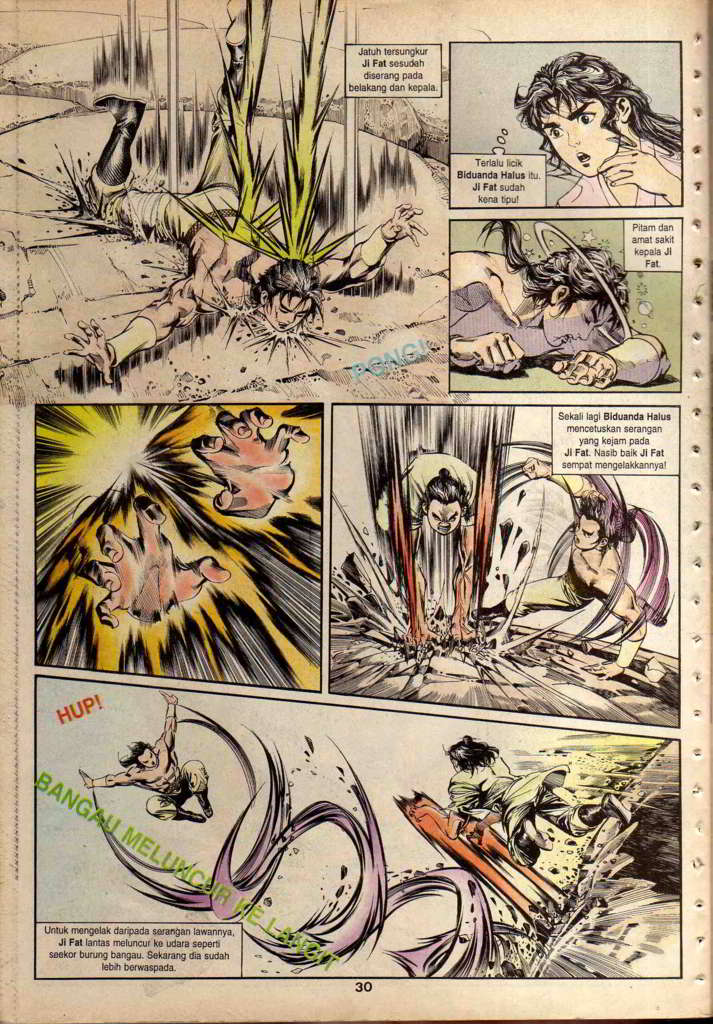 Jatuh tersungkur
Ji Fat sesudah
diserang pada
belakang dan kepala.
Terlalu licik
Biduanda Halus itu.
Ji Fat sudah
kena tipu!
Pitam dan
amat sakit
kepala Ji
Fat.
PONG!
Sekali lagi Biduanda Halus
mencetuskan serangan
yang kejam pada
Ji Fat. Nasib baik Ji Fat
sempat mengelakkannya!
HUP!
BANGAU MELUNCUR KE LANGIT
Untuk mengelak daripada serangan lawannya,
Ji Fat lantas meluncur ke udara seperti
seekor burung bangau. Sekarang dia sudah
lebih berwaspada.
30